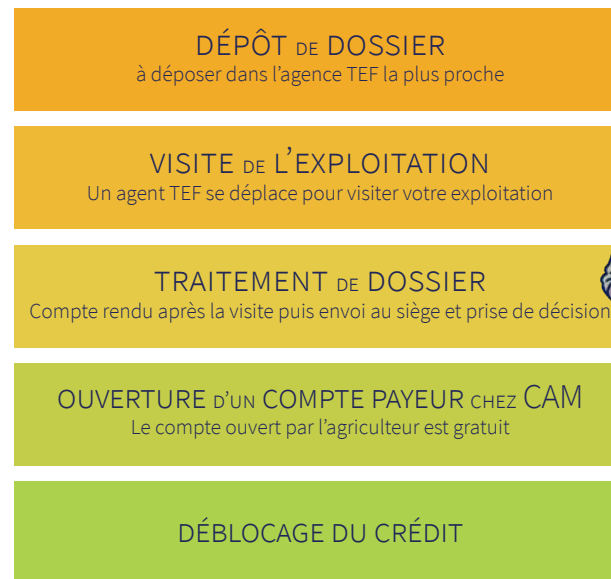 DÉPÔT DE DOSSIER
à déposer dans l'agence TEF la plus proche
VISITE DE L'EXPLOITATION
Un agent TEF se déplace pour visiter votre exploitation
TRAITEMENT DE DOSSIER
Compte rendu après la visite puis envoi au siège et prise de décision
OUVERTURE D'UN COMPTE PAYEUR CHEZ CAM
Le compte ouvert par l'agriculteur est gratuit
DÉBLOCAGE DU CRÉDIT